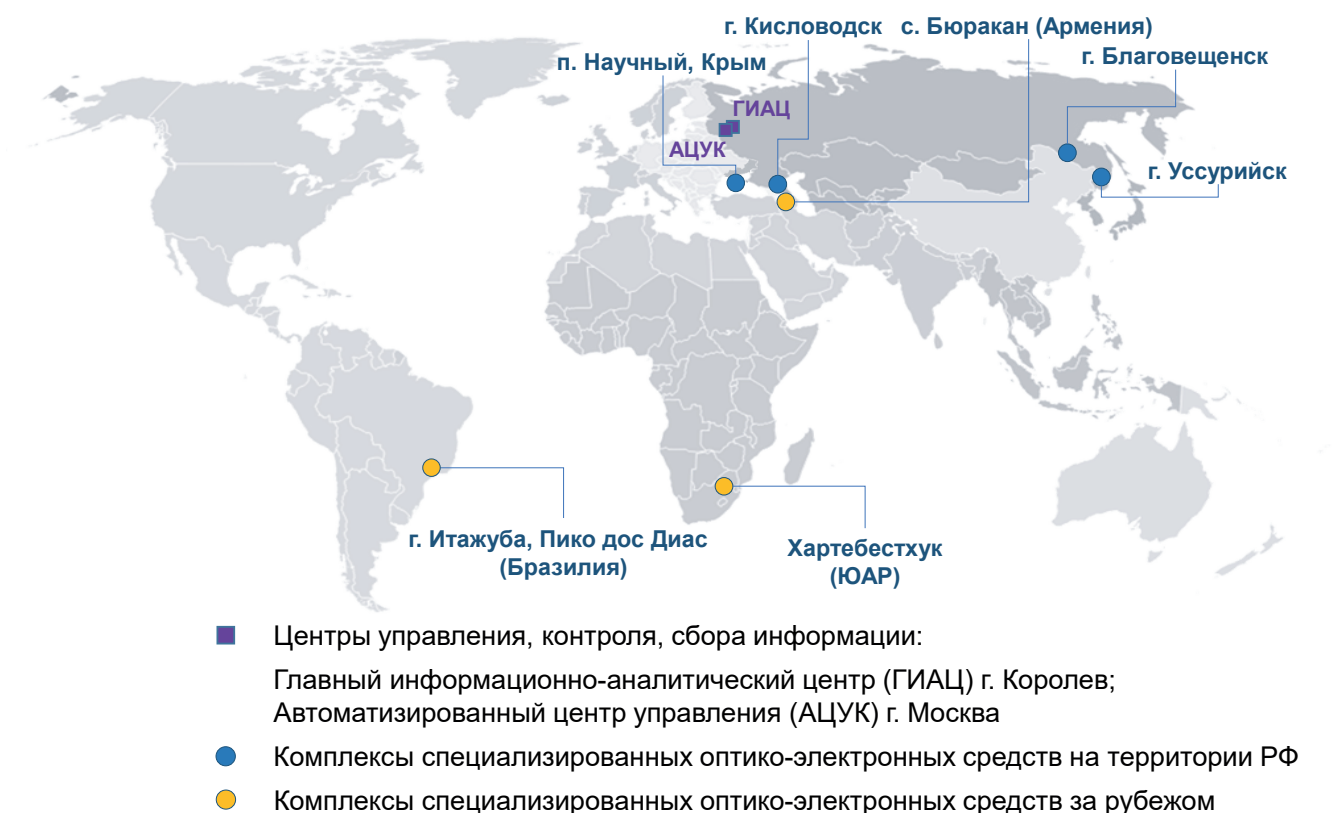 г. Кисловодск
с. Бюракан (Армения)
п. Научный, Крым
г. Благовещенск
ГИАЦ
АЦУК
г. Уссурийск
г. Итажуба, Пико дос Диас
(Бразилия)
Хартебестхук
(ЮАР)
Центры управления, контроля, сбора информации:
Главный информационно-аналитический центр (ГИАЦ) г. Королев;
Автоматизированный центр управления (АЦУК) г. Москва
Комплексы специализированных оптико-электронных средств на территории РФ
Комплексы специализированных оптико-электронных средств за рубежом